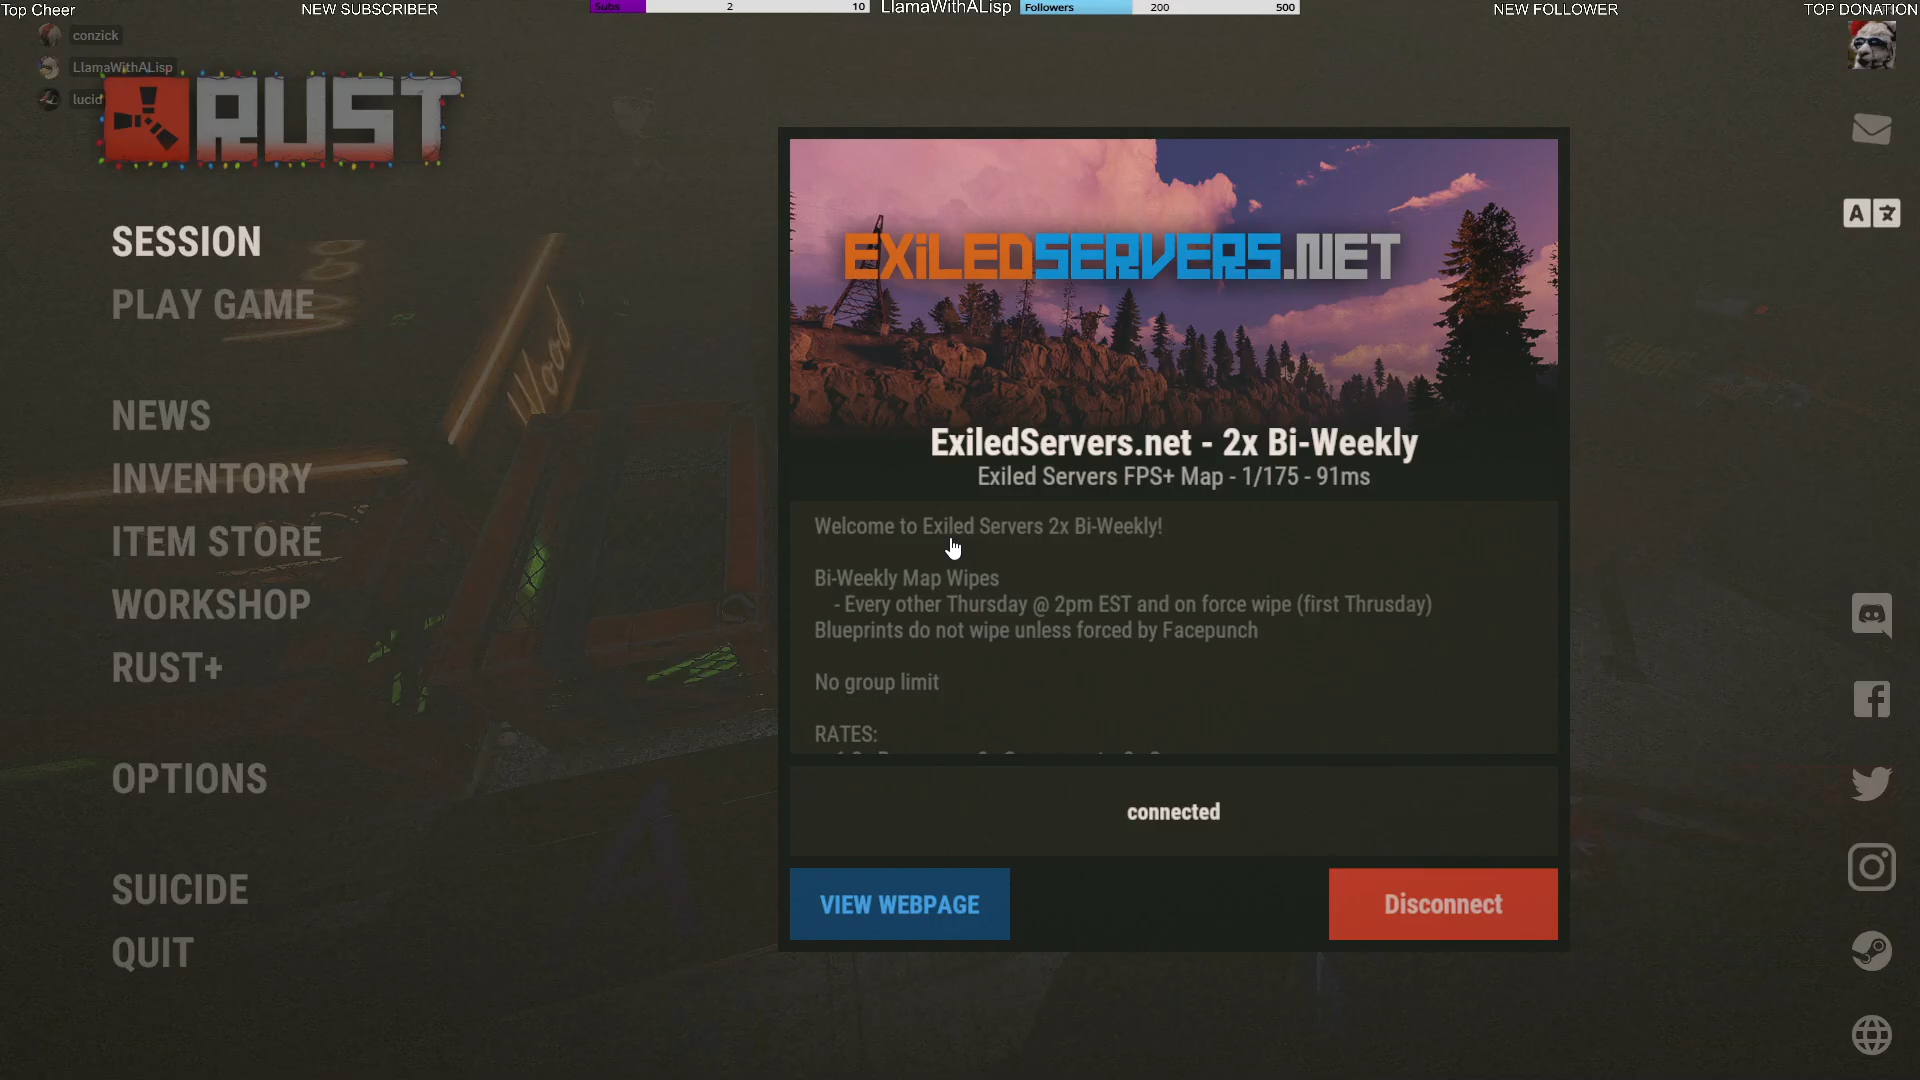 Top Cheer
NEW SUBSCRIBER
Subs 2 10
LlamaWithALisp
Followers 200 500
NEW FOLLOWER
TOP DONATION
conzick
LlamaWithALisp
lucid
RUST
SESSION
PLAY GAME
NEWS
INVENTORY
ITEM STORE
WORKSHOP
RUST+
OPTIONS
SUICIDE
QUIT
Wood
EXiLEDSERVERS.NET
ExiledServers.net - 2x Bi-Weekly
Exiled Servers FPS+ Map - 1/175 - 91ms
Welcome to Exiled Servers 2x Bi-Weekly!
Bi-Weekly Map Wipes
- Every other Thursday @ 2pm EST and on force wipe (first Thrusday)
Blueprints do not wipe unless forced by Facepunch
No group limit
RATES:
connected
VIEW WEBPAGE
Disconnect
A